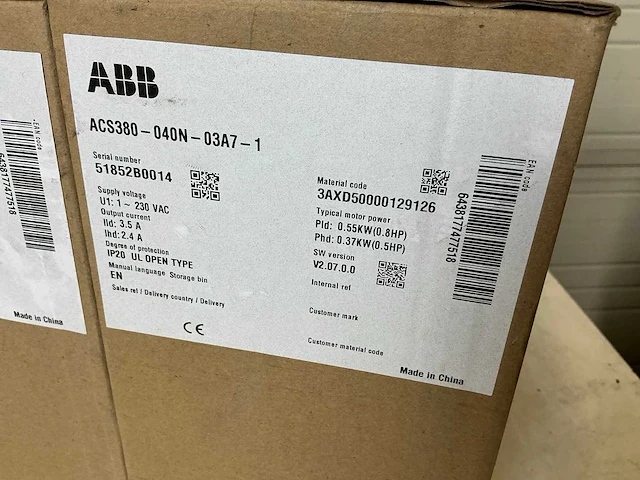 EAN code
6438177477518
Made in China
ABB
ACS380-040N-03A7-1
Serial number
51852B0014
Supply voltage
U1: 1 ~ 230 VAC
Output current
Ild: 3.5 A
Ihd: 2.4 A
Degree of protection
IP20 UL OPEN TYPE
Manual language Storage bin
EN
Sales rel / Delivery country / Delivery
CE
Material code
3AXD50000129126
Typical motor power
Pld: 0.55KW(0.8HP)
Phd: 0.37KW(0.5HP)
SW version
V2.07.0.0
Internal ref
Customer mark
Customer material code
Made in China
EAN code
6438177477518